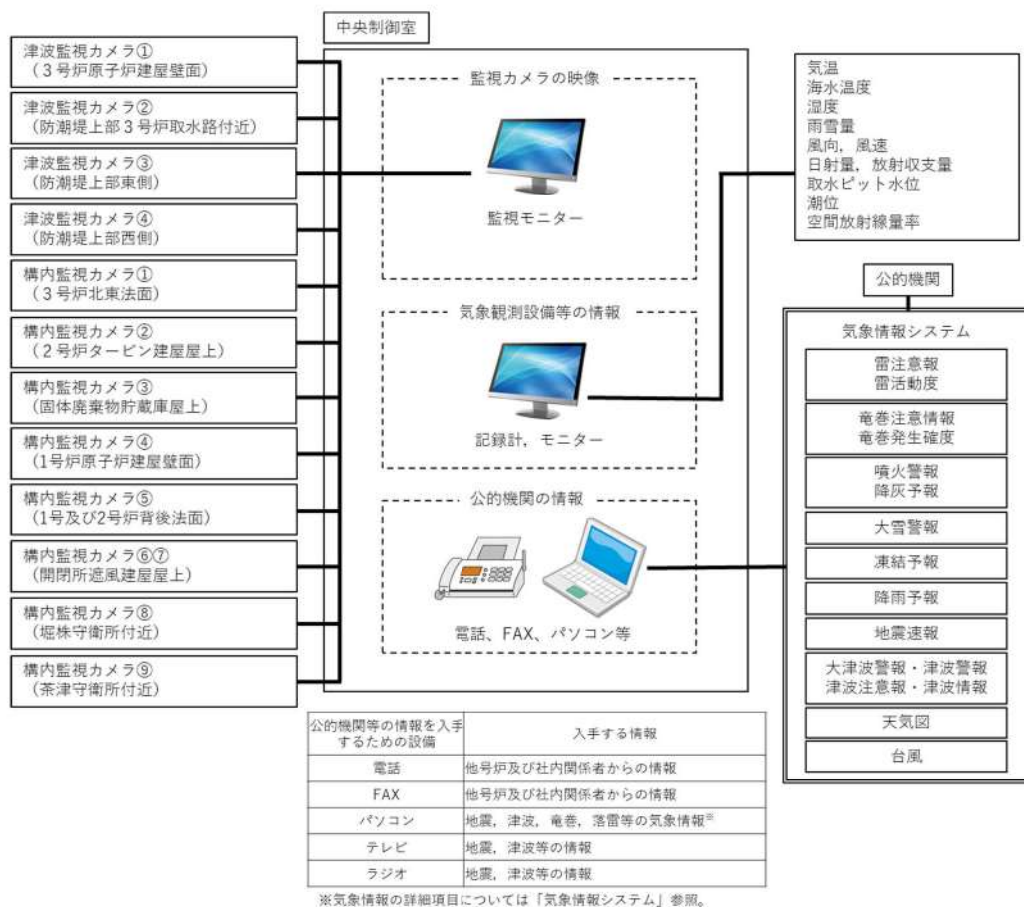 中央制御室
津波監視カメラ①
（３号炉原子炉建屋壁面）
津波監視カメラ②
（防潮堤上部３号炉取水路付近）
津波監視カメラ③
（防潮堤上部東側）
津波監視カメラ④
（防潮堤上部西側）
構内監視カメラ①
（３号炉北東法面）
構内監視カメラ②
（２号炉タービン建屋屋上）
構内監視カメラ③
（固体廃棄物貯蔵庫屋上）
構内監視カメラ④
（1号炉原子炉建屋壁面）
構内監視カメラ⑤
（1号及び2号炉背後法面）
構内監視カメラ⑥⑦
（開閉所遮風建屋屋上）
構内監視カメラ⑧
（堀株守衛所付近）
構内監視カメラ⑨
（茶津守衛所付近）
監視カメラの映像
監視モニター
気象観測設備等の情報
記録計，モニター
公的機関の情報
電話、FAX、パソコン等
気温
海水温度
湿度
雨雪量
風向，風速
日射量，放射収支量
取水ピット水位
潮位
空間放射線量率
公的機関
気象情報システム
雷注意報
雷活動度
竜巻注意情報
竜巻発生確度
噴火警報
降灰予報
大雪警報
凍結予報
降雨予報
地震速報
大津波警報・津波警報
津波注意報・津波情報
天気図
台風
公的機関等の情報を入手
するための設備
入手する情報
電話
他号炉及び社内関係者からの情報
FAX
他号炉及び社内関係者からの情報
パソコン
地震，津波，竜巻，落雷等の気象情報※
テレビ
地震，津波等の情報
ラジオ
地震，津波等の情報
※気象情報の詳細項目については「気象情報システム」参照。